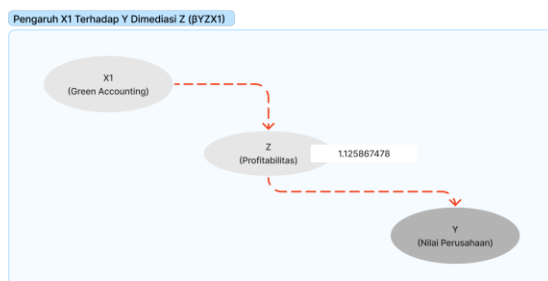 Pengaruh X1 Terhadap Y Dimediasi Z (βYZX1)
X1
(Green Accounting)
Z
(Profitabilitas)
1.125867478
Y
(Nilai Perusahaan)